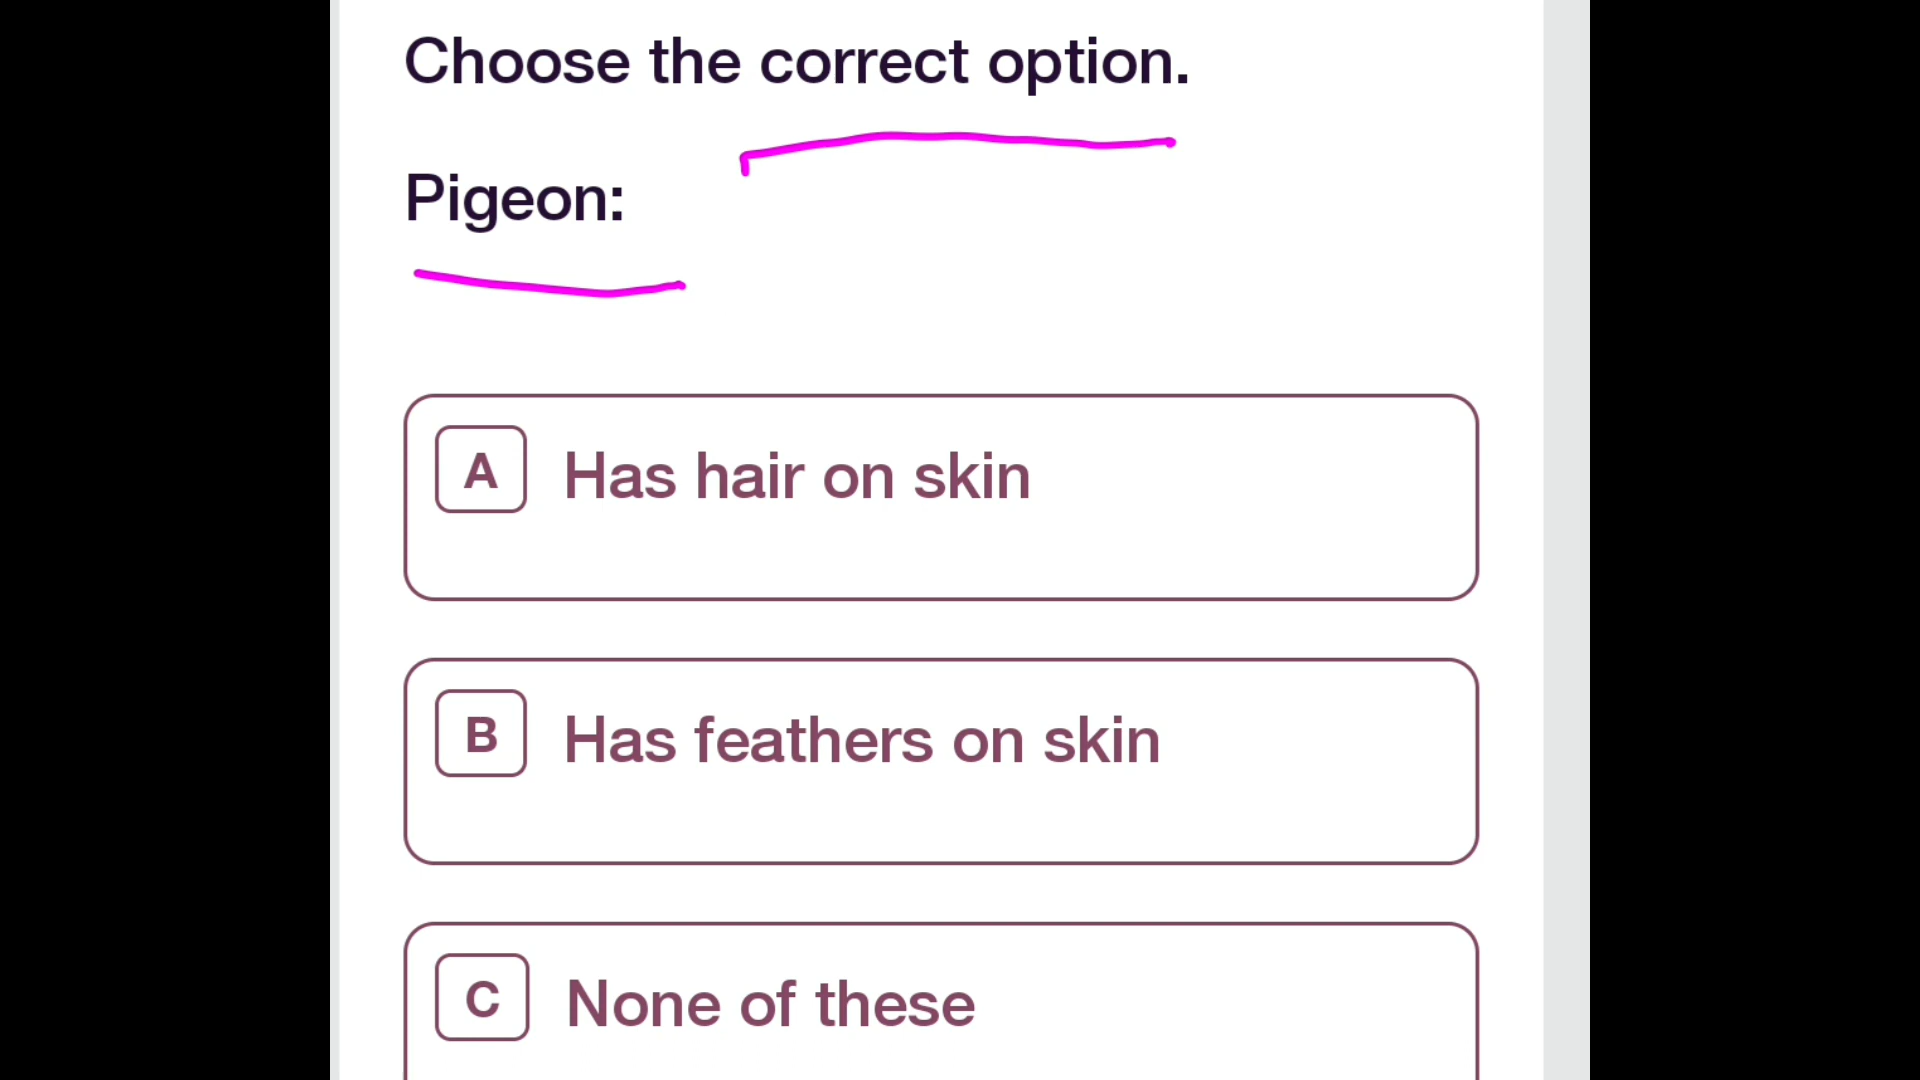 Choose the correct option.
Pigeon:
A Has hair on skin
B Has feathers on skin
C None of these